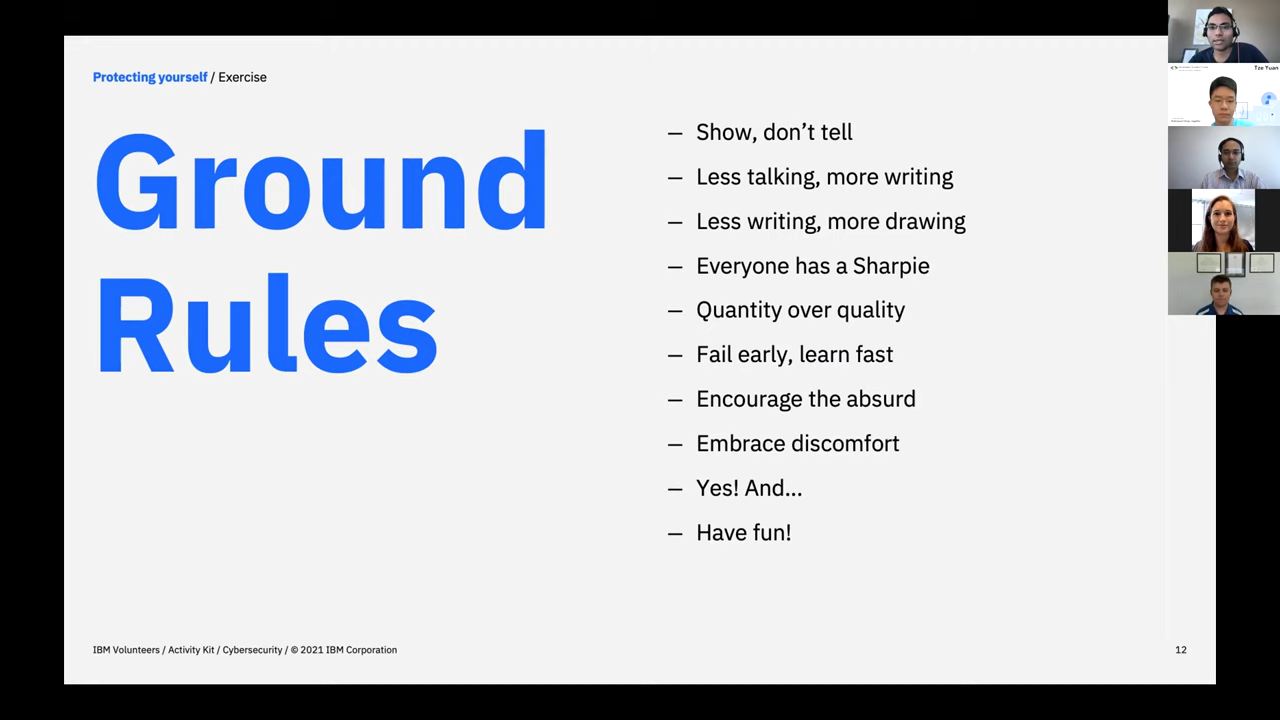 Protecting yourself / Exercise
Ground
Rules
— Show, don’t tell
— Less talking, more writing
— Less writing, more drawing
— Everyone has a Sharpie
— Quantity over quality
— Fail early, learn fast
— Encourage the absurd
— Embrace discomfort
— Yes! And...
— Have fun!
IBM Volunteers / Activity Kit / Cybersecurity / © 2021 IBM Corporation
12
Tze Yuan